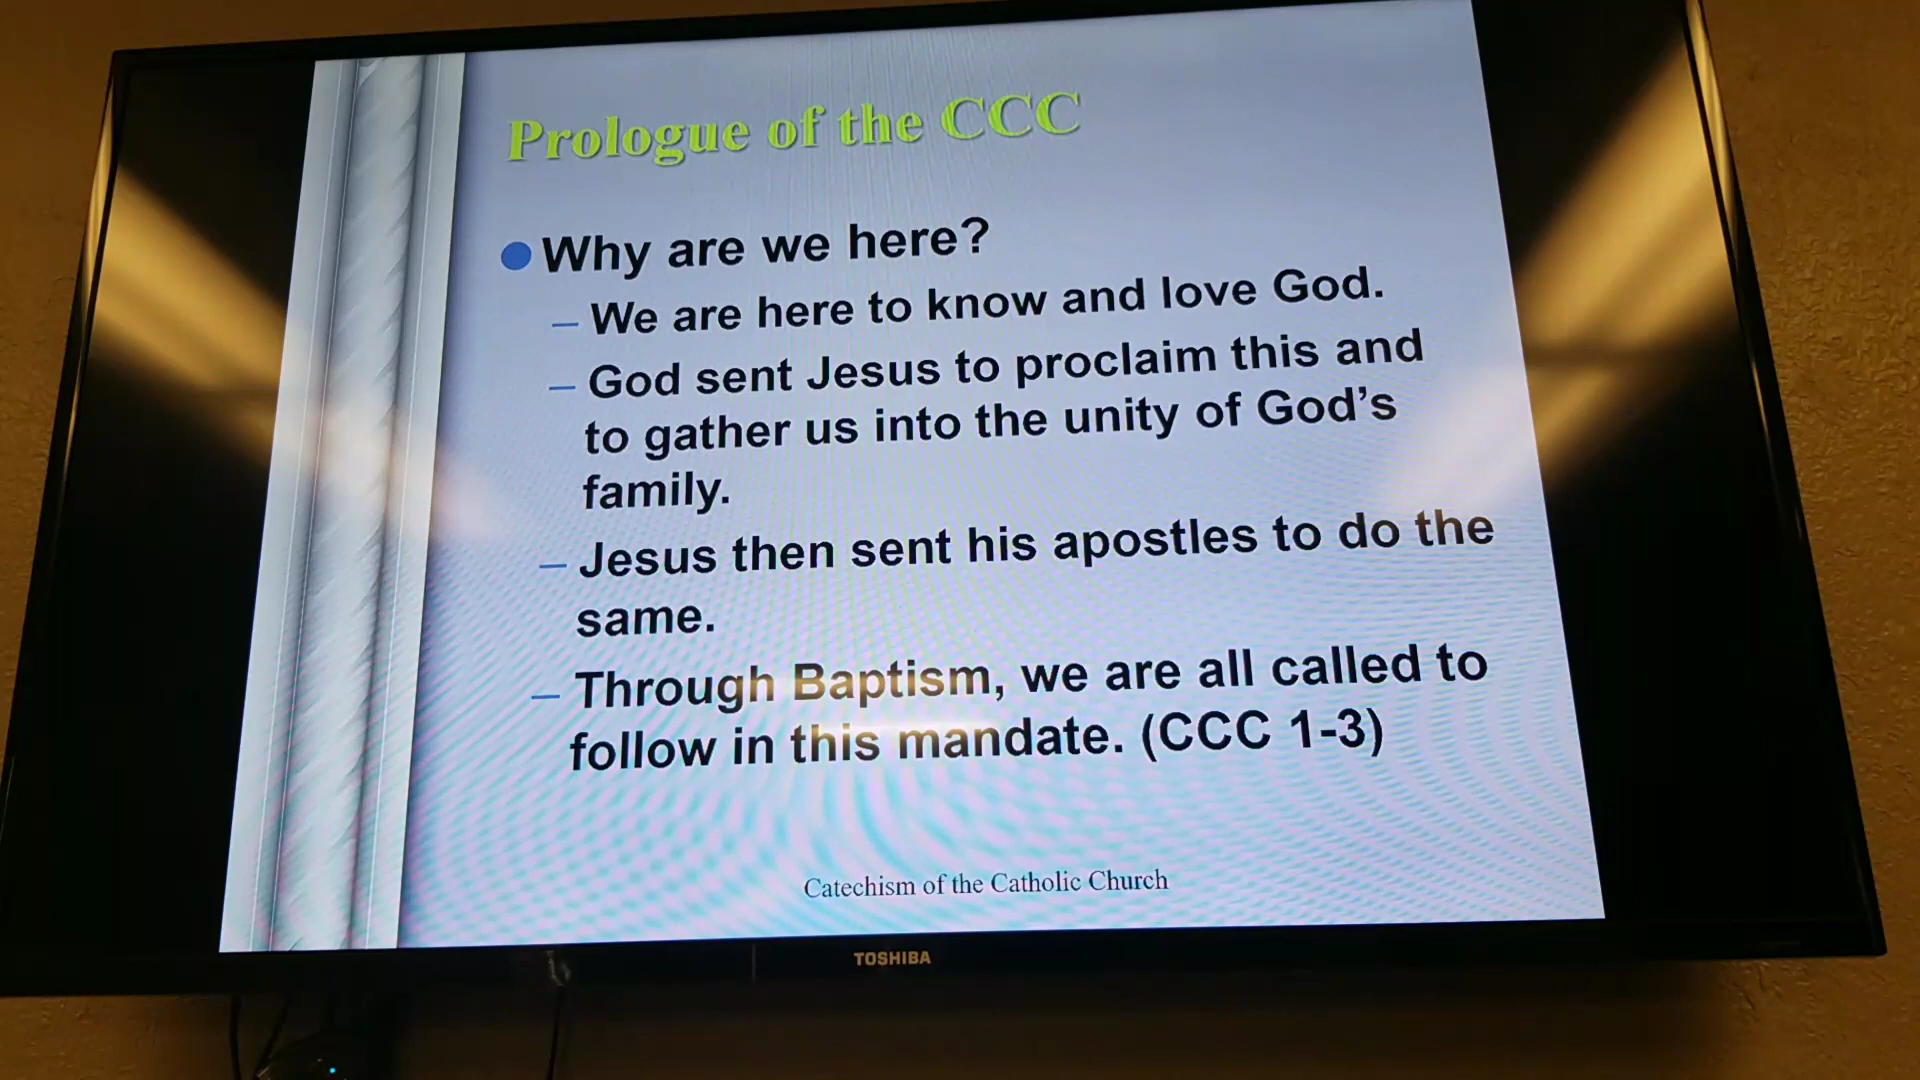 Prologue of the CCC
Why are we here?
– We are here to know and love God.
– God sent Jesus to proclaim this and
to gather us into the unity of God's
family.
– Jesus then sent his apostles to do the
same.
– Through Baptism, we are all called to
follow in this mandate. (CCC 1-3)
Catechism of the Catholic Church
TOSHIBA